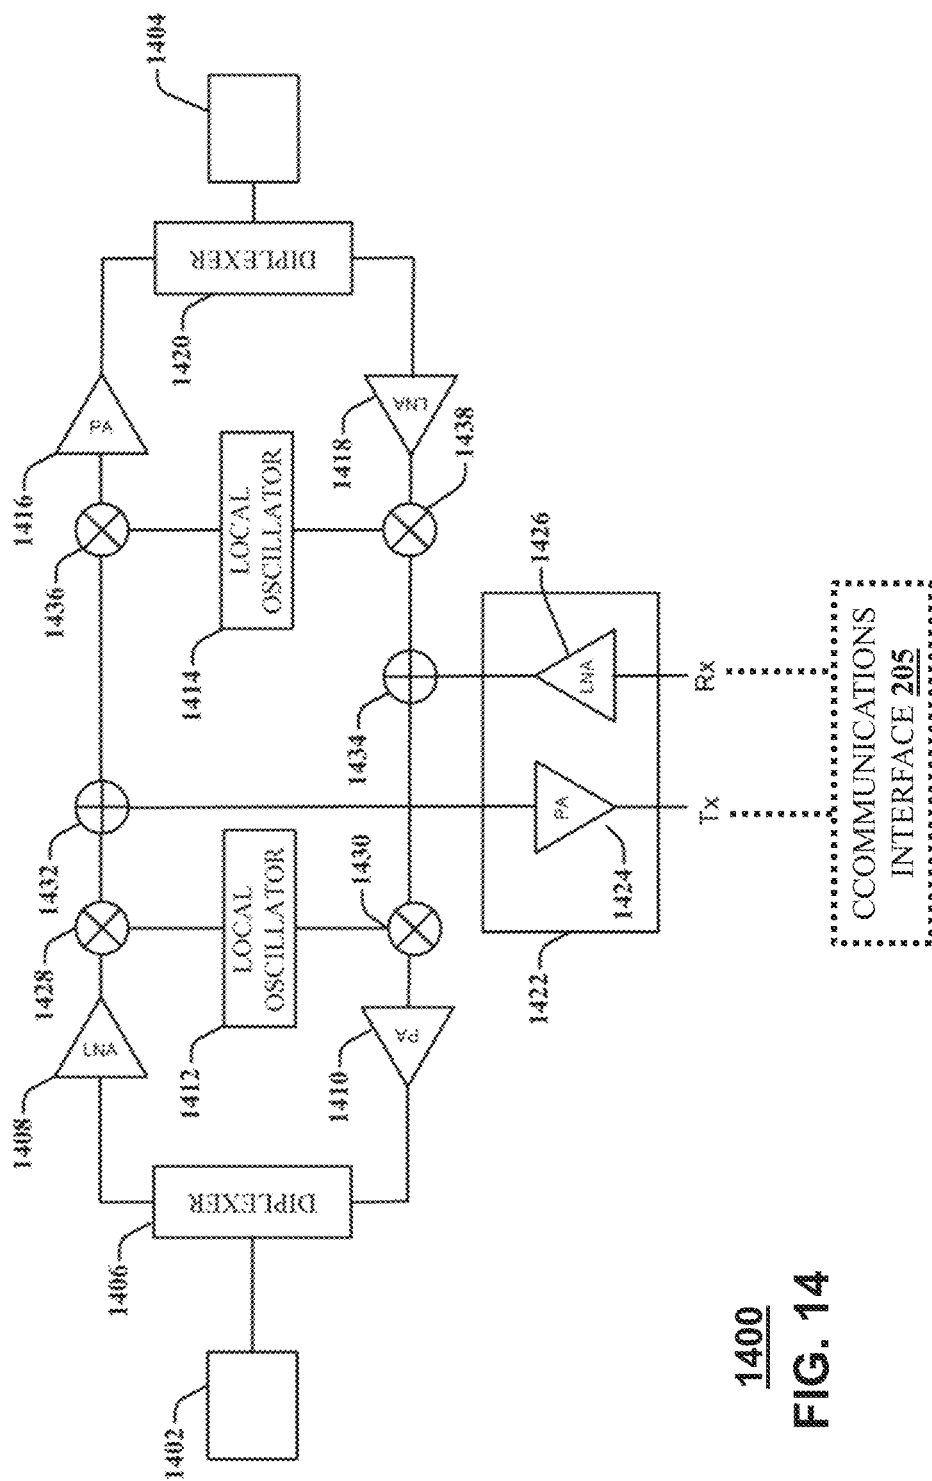 1404
DIPLEXER
1420
PA
1416
LNA
1418
1438
1436
LOCAL
OSCILLATOR
1414
1426
LNA
Rx
1434
1432
PA
1424
Tx
1422
CCOMMUNICATIONS
INTERFACE 205
1430
1428
LOCAL
OSCILLATOR
1412
LNA
1408
PA
1410
DIPLEXER
1406
1402
1400
FIG. 14